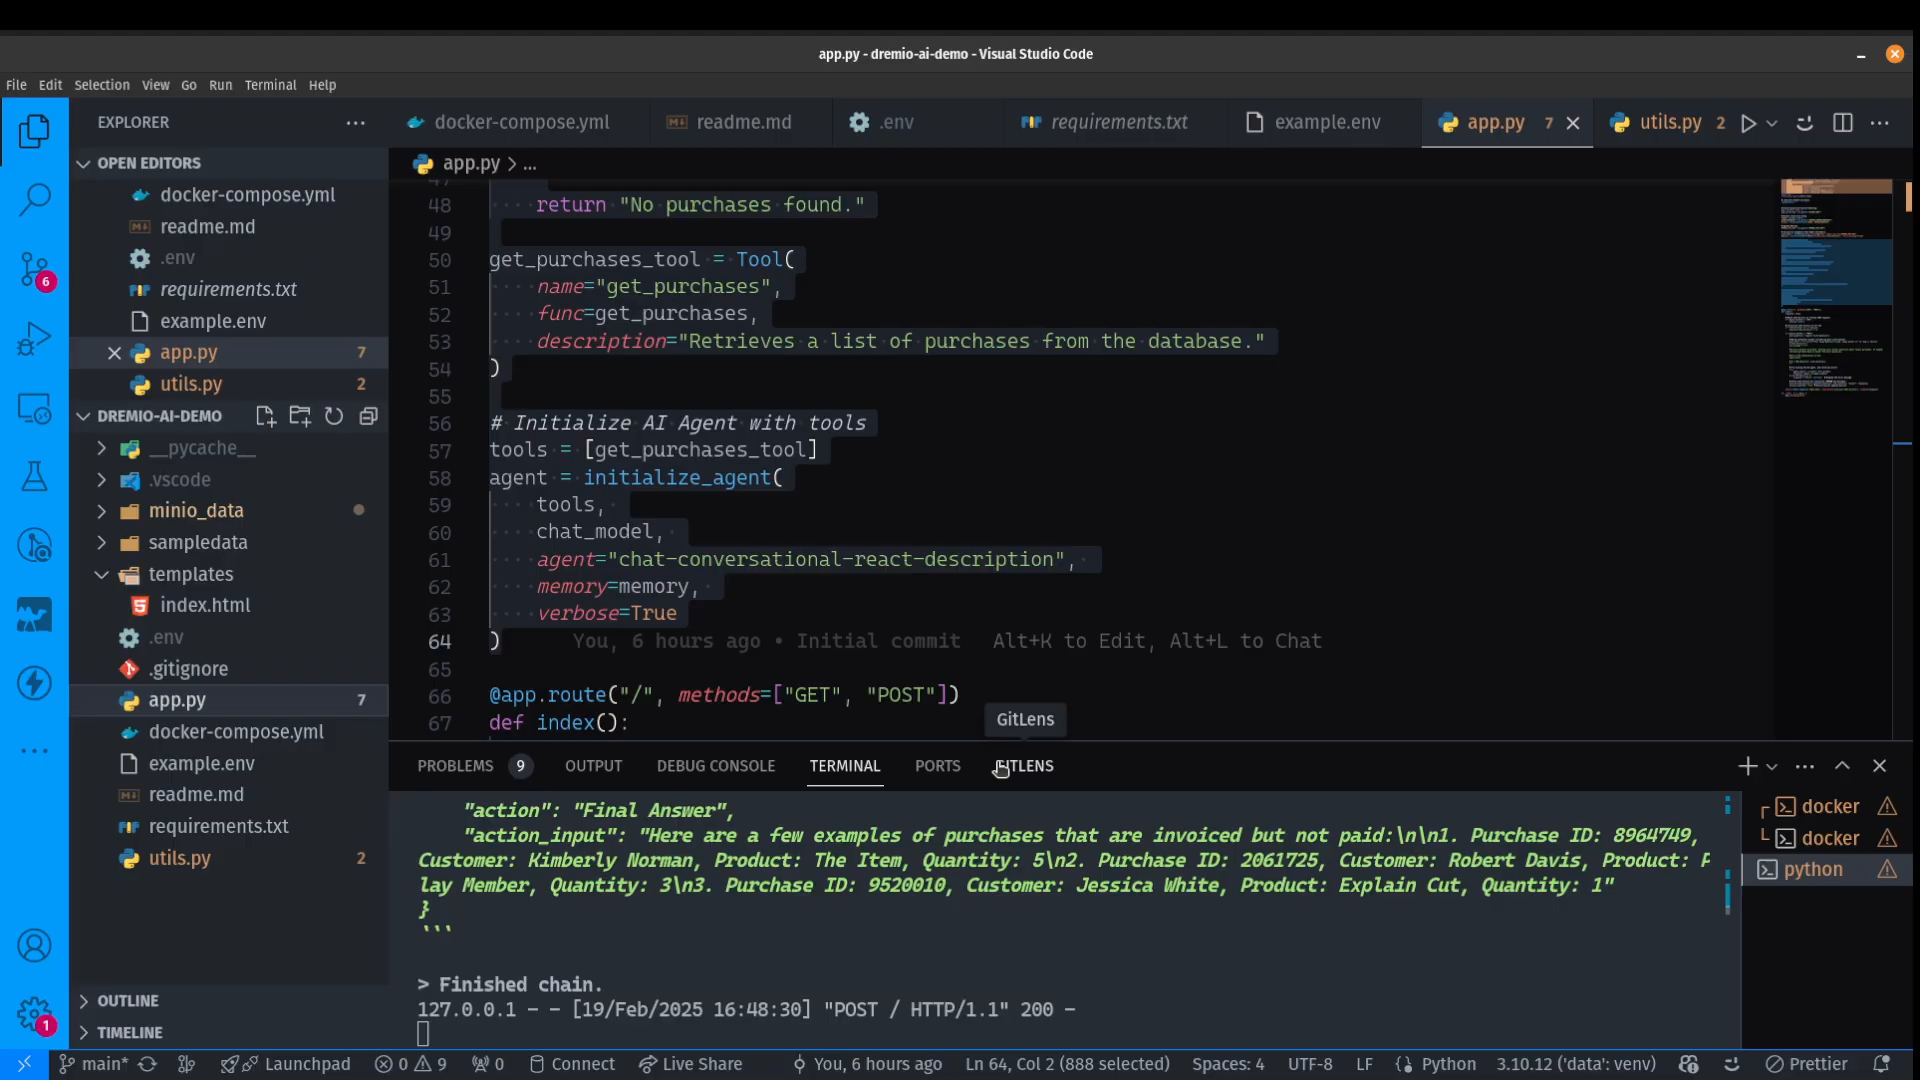 app.py - dremio-ai-demo - Visual Studio Code
File Edit Selection View Go Run Terminal Help
EXPLORER
docker-compose.yml
readme.md
.env
requirements.txt
example.env
app.py 7
utils.py 2
OPEN EDITORS
docker-compose.yml
readme.md
.env
requirements.txt
example.env
app.py 7
utils.py 2
DREMIO-AI-DEMO
__pycache__
.vscode
minio_data
sampledata
templates
index.html
.env
.gitignore
app.py 7
docker-compose.yml
example.env
readme.md
requirements.txt
utils.py 2
OUTLINE
TIMELINE
6
1
app.py > ...
48 return "No purchases found."
49
50 get_purchases_tool = Tool(
51 name="get_purchases",
52 func=get_purchases,
53 description="Retrieves a list of purchases from the database."
54 )
55
56 # Initialize AI Agent with tools
57 tools = [get_purchases_tool]
58 agent = initialize_agent(
59 tools,
60 chat_model,
61 agent="chat-conversational-react-description",
62 memory=memory,
63 verbose=True
64 ) You, 6 hours ago • Initial commit Alt+K to Edit, Alt+L to Chat
65
66 @app.route("/", methods=["GET", "POST"])
67 def index():
GitLens
PROBLEMS 9 OUTPUT DEBUG CONSOLE TERMINAL PORTS GITLENS
"action": "Final Answer",
"action_input": "Here are a few examples of purchases that are invoiced but not paid:\n\n1. Purchase ID: 8964749,
Customer: Kimberly Norman, Product: The Item, Quantity: 5\n2. Purchase ID: 2061725, Customer: Robert Davis, Product: P
lay Member, Quantity: 3\n3. Purchase ID: 9520010, Customer: Jessica White, Product: Explain Cut, Quantity: 1"
}
```
> Finished chain.
127.0.0.1 - - [19/Feb/2025 16:48:30] "POST / HTTP/1.1" 200 -
docker
docker
python
main* Launchpad 0 9 0 Connect Live Share You, 6 hours ago Ln 64, Col 2 (888 selected) Spaces: 4 UTF-8 LF Python 3.10.12 ('data': venv) Prettier